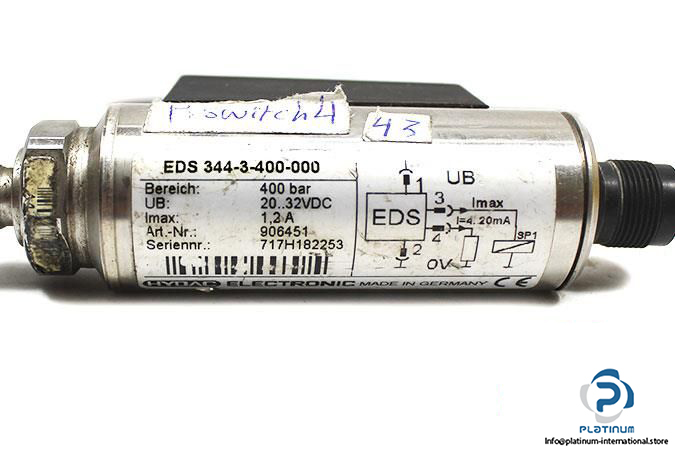 P. switch 4
43
EDS 344-3-400-000
Bereich: 400 bar
UB: 20..32VDC
Imax: 1,2 A
Art.-Nr.: 906451
Seriennr.: 717H182253
1 UB
EDS
3 Imax
I=4..20mA
4
SP1
2
0V
HYDAC ELECTRONIC MADE IN GERMANY CE
PLATINUM
Info@platinum-international.store